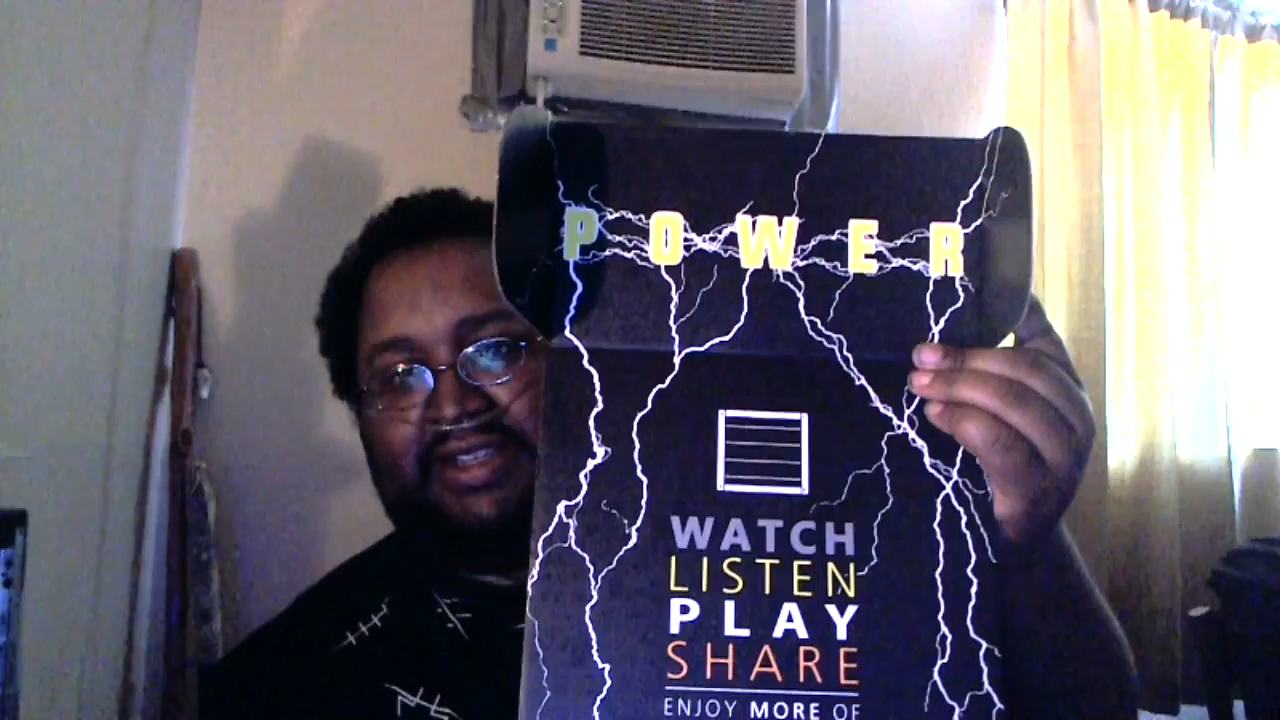 POWER
WATCH
LISTEN
PLAY
SHARE
ENJOY MORE OF